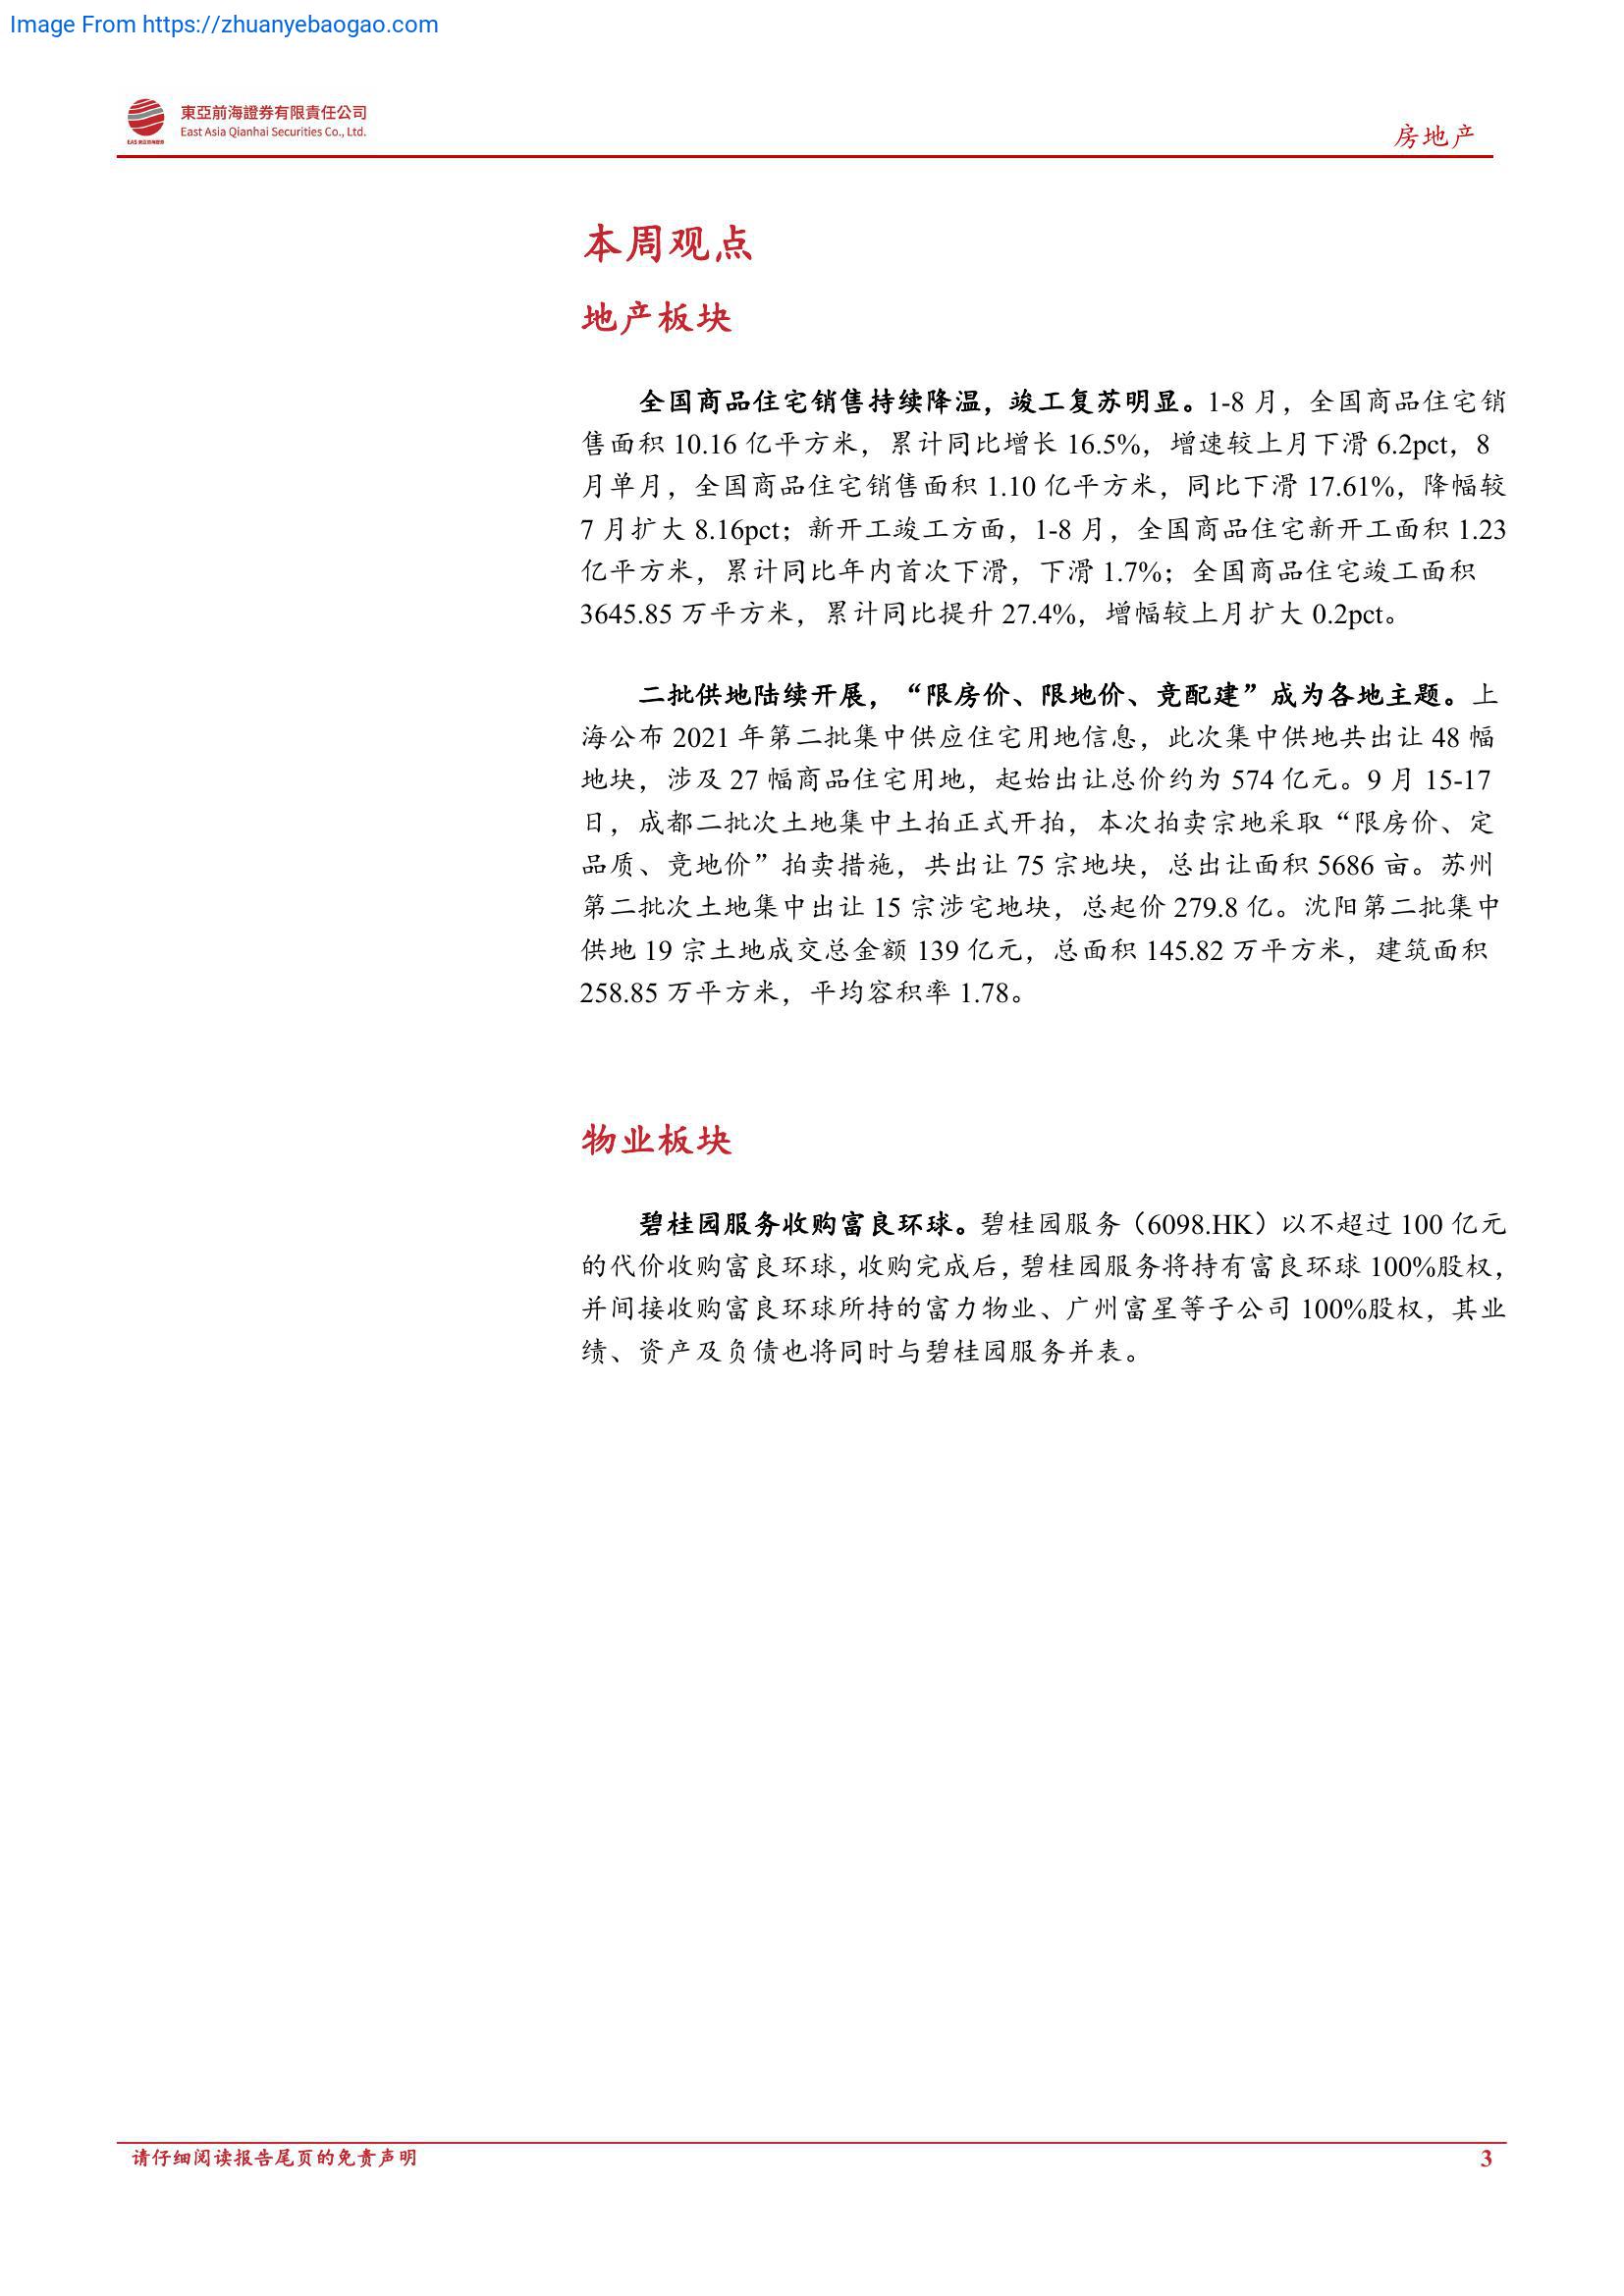 Image From https://zhuanyebaogao.com
東亞前海證券有限責任公司
East Asia Qianhai Securities Co., Ltd.
EAS 東亞前海證券
房地产
本周观点
地产板块
全国商品住宅销售持续降温，竣工复苏明显。1-8 月，全国商品住宅销
售面积 10.16 亿平方米，累计同比增长 16.5%，增速较上月下滑 6.2pct，8
月单月，全国商品住宅销售面积 1.10 亿平方米，同比下滑 17.61%，降幅较
7 月扩大 8.16pct；新开工竣工方面，1-8 月，全国商品住宅新开工面积 1.23
亿平方米，累计同比年内首次下滑，下滑 1.7%；全国商品住宅竣工面积
3645.85 万平方米，累计同比提升 27.4%，增幅较上月扩大 0.2pct。
二批供地陆续开展，“限房价、限地价、竞配建”成为各地主题。上
海公布 2021 年第二批集中供应住宅用地信息，此次集中供地共出让 48 幅
地块，涉及 27 幅商品住宅用地，起始出让总价约为 574 亿元。9 月 15-17
日，成都二批次土地集中土拍正式开拍，本次拍卖宗地采取“限房价、定
品质、竞地价”拍卖措施，共出让 75 宗地块，总出让面积 5686 亩。苏州
第二批次土地集中出让 15 宗涉宅地块，总起价 279.8 亿。沈阳第二批集中
供地 19 宗土地成交总金额 139 亿元，总面积 145.82 万平方米，建筑面积
258.85 万平方米，平均容积率 1.78。
物业板块
碧桂园服务收购富良环球。碧桂园服务（6098.HK）以不超过 100 亿元
的代价收购富良环球，收购完成后，碧桂园服务将持有富良环球 100%股权，
并间接收购富良环球所持的富力物业、广州富星等子公司 100%股权，其业
绩、资产及负债也将同时与碧桂园服务并表。
请仔细阅读报告尾页的免责声明
3